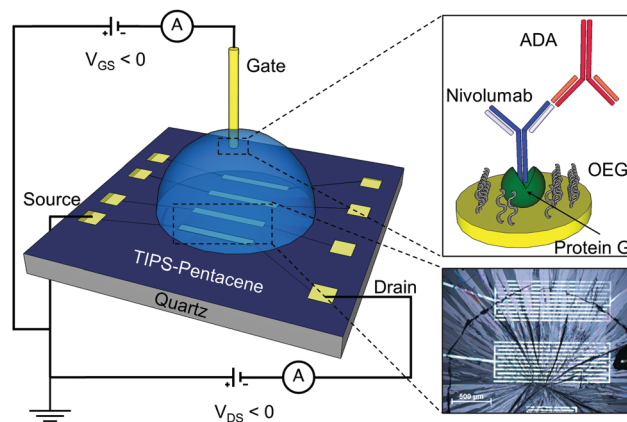 A
+ -
V_GS < 0
Gate
Source
TIPS-Pentacene
Quartz
Drain
+ -
A
V_DS < 0
ADA
Nivolumab
OEG
Protein G
500 µm